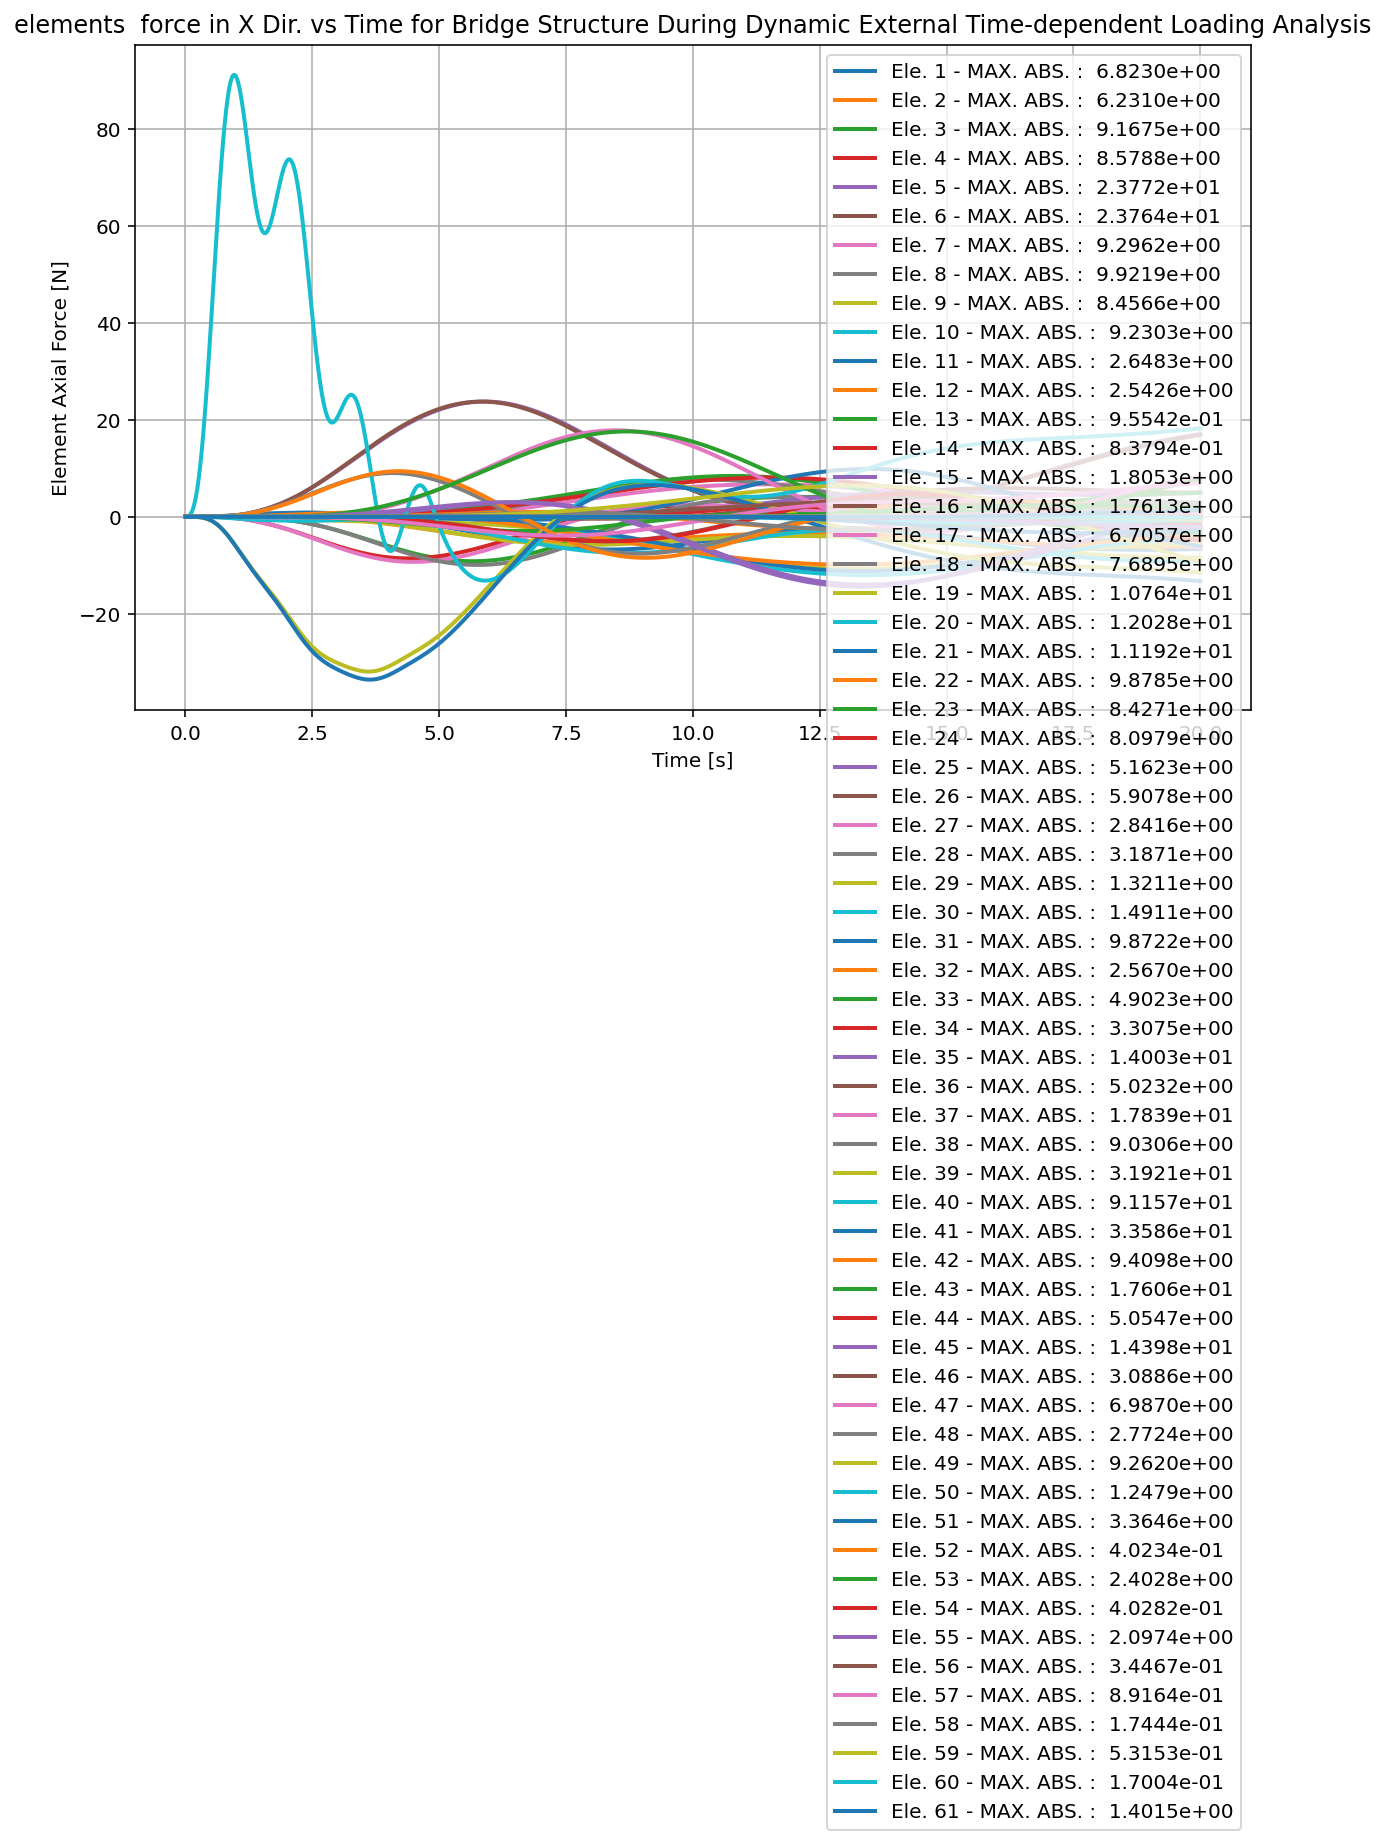 elements  force in X Dir. vs Time for Bridge Structure During Dynamic External Time-dependent Loading Analysis
Element Axial Force [N]
80
60
40
20
0
−20
0.0
2.5
5.0
7.5
10.0
12.5
15.0
17.5
20.0
Time [s]
Ele. 1 - MAX. ABS. :  6.8230e+00
Ele. 2 - MAX. ABS. :  6.2310e+00
Ele. 3 - MAX. ABS. :  9.1675e+00
Ele. 4 - MAX. ABS. :  8.5788e+00
Ele. 5 - MAX. ABS. :  2.3772e+01
Ele. 6 - MAX. ABS. :  2.3764e+01
Ele. 7 - MAX. ABS. :  9.2962e+00
Ele. 8 - MAX. ABS. :  9.9219e+00
Ele. 9 - MAX. ABS. :  8.4566e+00
Ele. 10 - MAX. ABS. :  9.2303e+00
Ele. 11 - MAX. ABS. :  2.6483e+00
Ele. 12 - MAX. ABS. :  2.5426e+00
Ele. 13 - MAX. ABS. :  9.5542e-01
Ele. 14 - MAX. ABS. :  8.3794e-01
Ele. 15 - MAX. ABS. :  1.8053e+00
Ele. 16 - MAX. ABS. :  1.7613e+01
Ele. 17 - MAX. ABS. :  6.7057e+00
Ele. 18 - MAX. ABS. :  7.6895e+00
Ele. 19 - MAX. ABS. :  1.0764e+01
Ele. 20 - MAX. ABS. :  1.2028e+01
Ele. 21 - MAX. ABS. :  1.1192e+01
Ele. 22 - MAX. ABS. :  9.8785e+00
Ele. 23 - MAX. ABS. :  8.4271e+00
Ele. 24 - MAX. ABS. :  8.0979e+00
Ele. 25 - MAX. ABS. :  5.1623e+00
Ele. 26 - MAX. ABS. :  5.9078e+00
Ele. 27 - MAX. ABS. :  2.8416e+00
Ele. 28 - MAX. ABS. :  3.1871e+00
Ele. 29 - MAX. ABS. :  1.3211e+00
Ele. 30 - MAX. ABS. :  1.4911e+00
Ele. 31 - MAX. ABS. :  9.8722e+00
Ele. 32 - MAX. ABS. :  2.5670e+00
Ele. 33 - MAX. ABS. :  4.9023e+00
Ele. 34 - MAX. ABS. :  3.3075e+00
Ele. 35 - MAX. ABS. :  1.4003e+01
Ele. 36 - MAX. ABS. :  5.0232e+00
Ele. 37 - MAX. ABS. :  1.7839e+01
Ele. 38 - MAX. ABS. :  9.0306e+00
Ele. 39 - MAX. ABS. :  3.1921e+01
Ele. 40 - MAX. ABS. :  9.1157e+01
Ele. 41 - MAX. ABS. :  3.3586e+01
Ele. 42 - MAX. ABS. :  9.4098e+00
Ele. 43 - MAX. ABS. :  1.7606e+01
Ele. 44 - MAX. ABS. :  5.0547e+00
Ele. 45 - MAX. ABS. :  1.4398e+01
Ele. 46 - MAX. ABS. :  3.0886e+00
Ele. 47 - MAX. ABS. :  6.9870e+00
Ele. 48 - MAX. ABS. :  2.7724e+00
Ele. 49 - MAX. ABS. :  9.2620e+00
Ele. 50 - MAX. ABS. :  1.2479e+00
Ele. 51 - MAX. ABS. :  3.3646e+00
Ele. 52 - MAX. ABS. :  4.0234e-01
Ele. 53 - MAX. ABS. :  2.4028e+00
Ele. 54 - MAX. ABS. :  4.0282e-01
Ele. 55 - MAX. ABS. :  2.0974e+00
Ele. 56 - MAX. ABS. :  3.4467e-01
Ele. 57 - MAX. ABS. :  8.9164e-01
Ele. 58 - MAX. ABS. :  1.7444e-01
Ele. 59 - MAX. ABS. :  5.3153e-01
Ele. 60 - MAX. ABS. :  1.7004e-01
Ele. 61 - MAX. ABS. :  1.4015e+00